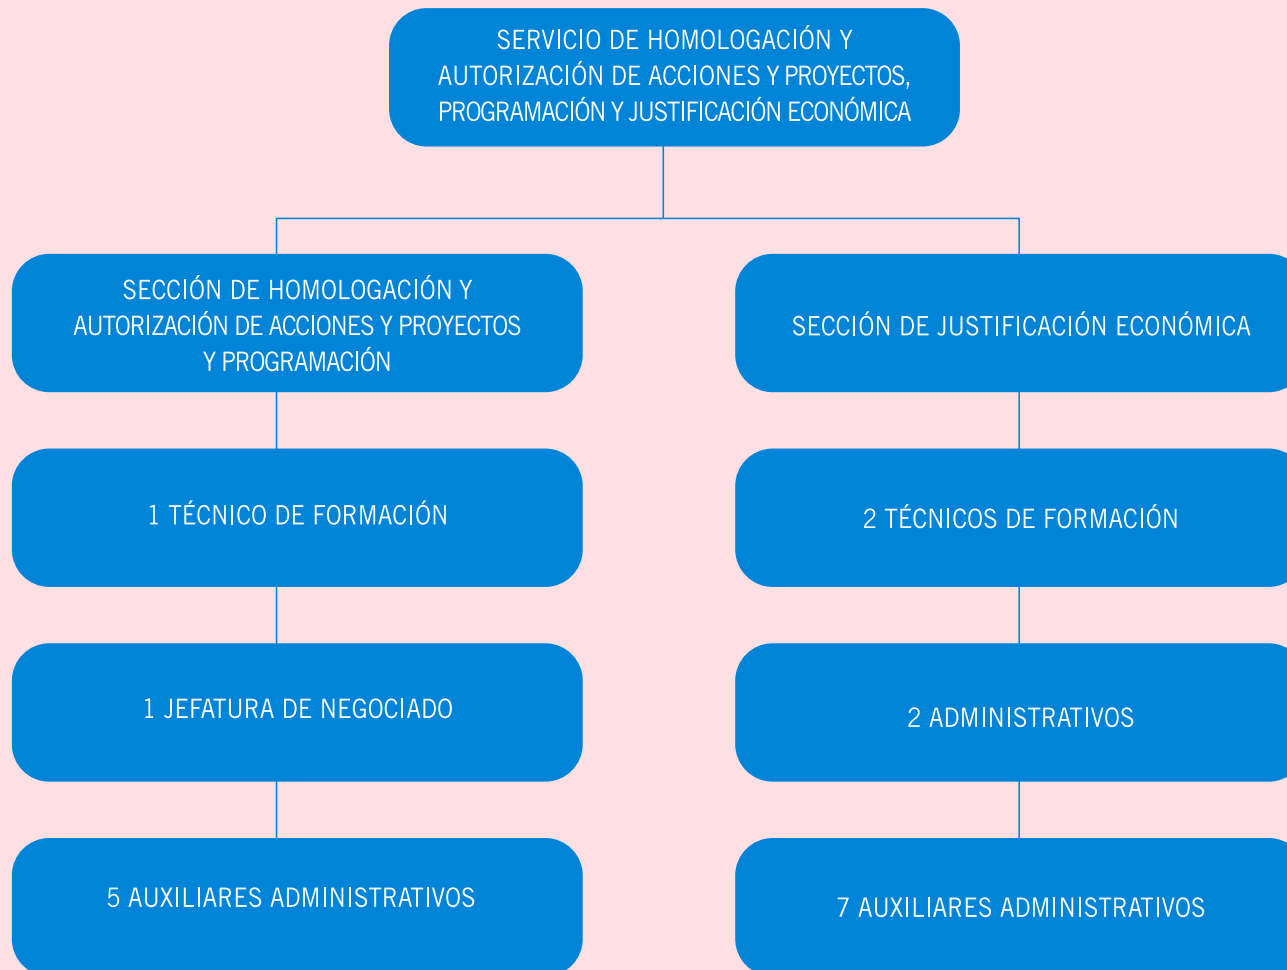 SERVICIO DE HOMOLOGACIÓN Y
AUTORIZACIÓN DE ACCIONES Y PROYECTOS,
PROGRAMACIÓN Y JUSTIFICACIÓN ECONÓMICA
SECCIÓN DE HOMOLOGACIÓN Y
AUTORIZACIÓN DE ACCIONES Y PROYECTOS
Y PROGRAMACIÓN
SECCIÓN DE JUSTIFICACIÓN ECONÓMICA
1 TÉCNICO DE FORMACIÓN
2 TÉCNICOS DE FORMACIÓN
1 JEFATURA DE NEGOCIADO
2 ADMINISTRATIVOS
5 AUXILIARES ADMINISTRATIVOS
7 AUXILIARES ADMINISTRATIVOS